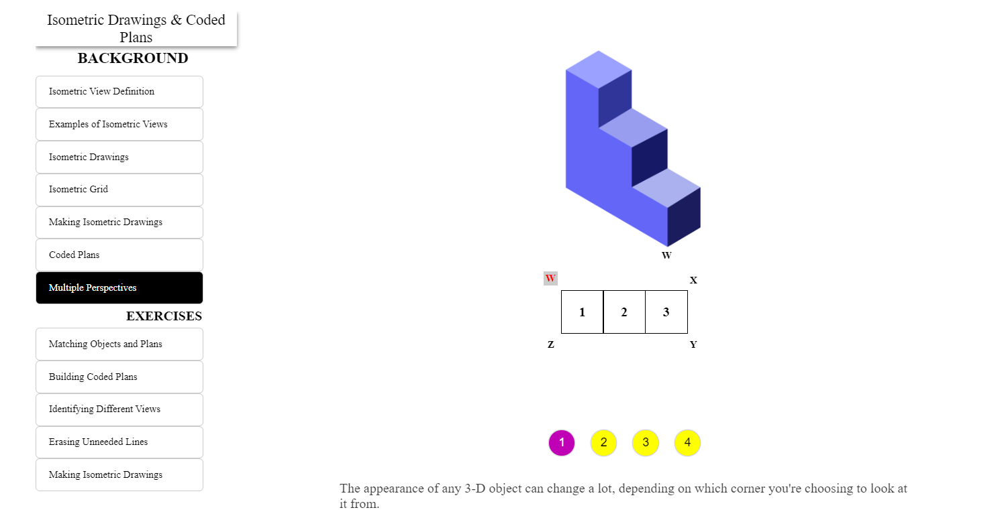 Isometric Drawings & Coded
Plans
BACKGROUND
Isometric View Definition
Examples of Isometric Views
Isometric Drawings
Isometric Grid
Making Isometric Drawings
Coded Plans
Multiple Perspectives
EXERCISES
Matching Objects and Plans
Building Coded Plans
Identifying Different Views
Erasing Unneeded Lines
Making Isometric Drawings
W
W X
1 2 3
Z Y
1 2 3 4
The appearance of any 3-D object can change a lot, depending on which corner you're choosing to look at
it from.